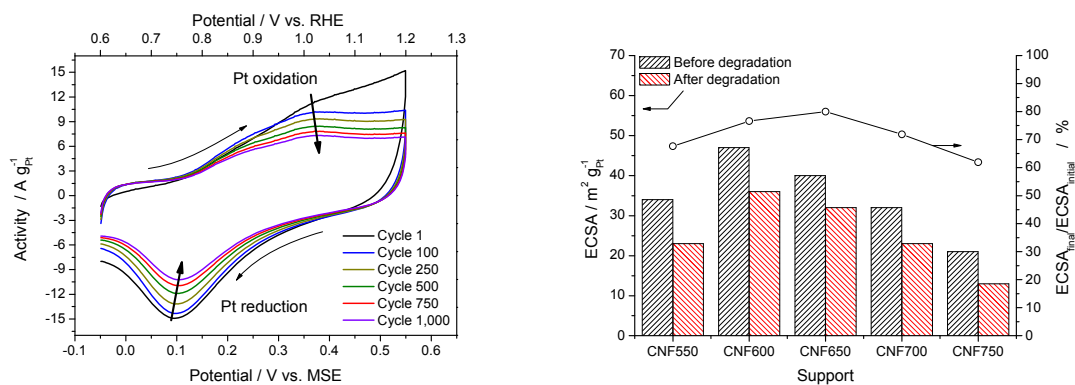 Potential / V vs. RHE
0.6 0.7 0.8 0.9 1.0 1.1 1.2 1.3
Activity / A g⁻¹Pt
15
12
9
6
3
0
-3
-6
-9
-12
-15
Pt oxidation
Cycle 1
Cycle 100
Cycle 250
Cycle 500
Cycle 750
Cycle 1,000
Pt reduction
-0.1 0.0 0.1 0.2 0.3 0.4 0.5 0.6
Potential / V vs. MSE
ECSA / m² g⁻¹Pt
70
60
50
40
30
20
10
0
Before degradation
After degradation
100
90
80
70
60
50
40
30
20
10
0
ECSAfinal/ECSAinitial / %
CNF550 CNF600 CNF650 CNF700 CNF750
Support